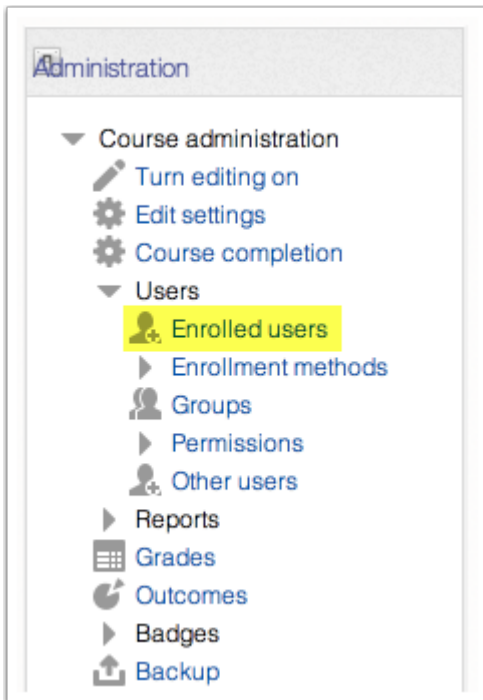 Administration
Course administration
Turn editing on
Edit settings
Course completion
Users
Enrolled users
Enrollment methods
Groups
Permissions
Other users
Reports
Grades
Outcomes
Badges
Backup